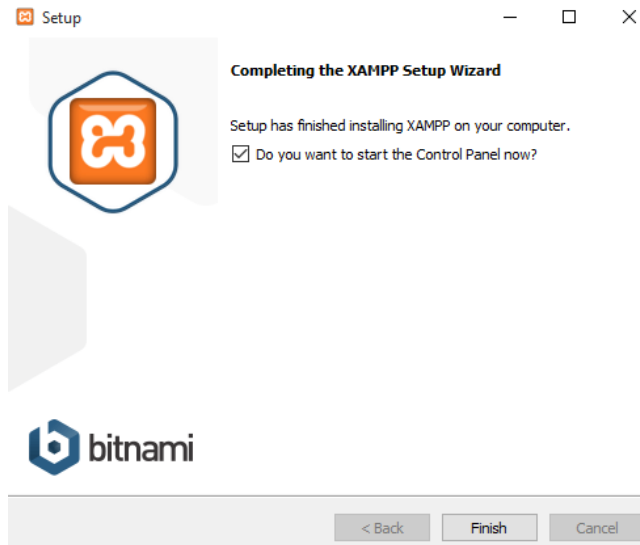 Setup
Completing the XAMPP Setup Wizard
Setup has finished installing XAMPP on your computer.
Do you want to start the Control Panel now?
bitnami
< Back Finish Cancel